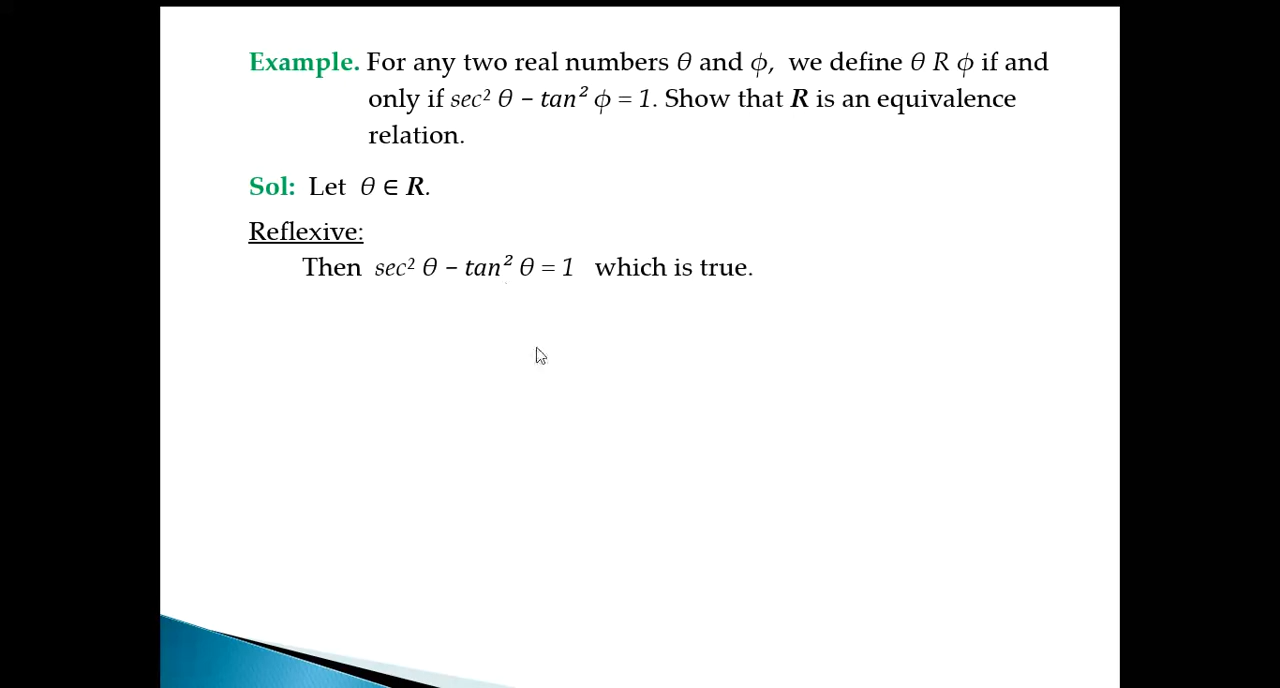 Example. For any two real numbers θ and ϕ, we define θ R ϕ if and
only if sec² θ – tan² ϕ = 1. Show that R is an equivalence
relation.
Sol: Let θ ∈ R.
Reflexive:
Then sec² θ – tan² θ = 1 which is true.